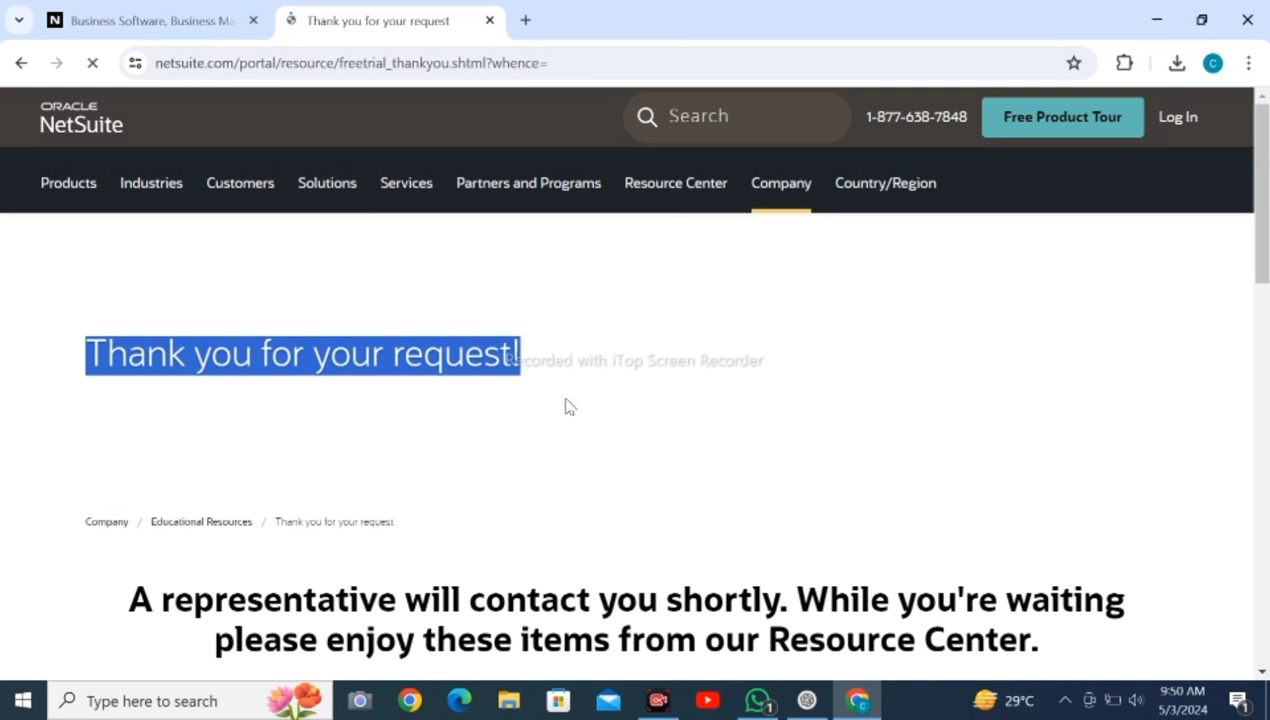 Business Software, Business Ma
Thank you for your request
netsuite.com/portal/resource/freetrial_thankyou.shtml?whence=
C
ORACLE
NetSuite
Search
1-877-638-7848
Free Product Tour
Log In
Products
Industries
Customers
Solutions
Services
Partners and Programs
Resource Center
Company
Country/Region
Thank you for your request!
Recorded with iTop Screen Recorder
Company / Educational Resources / Thank you for your request
A representative will contact you shortly. While you're waiting
please enjoy these items from our Resource Center.
Type here to search
29°C
9:50 AM
5/3/2024